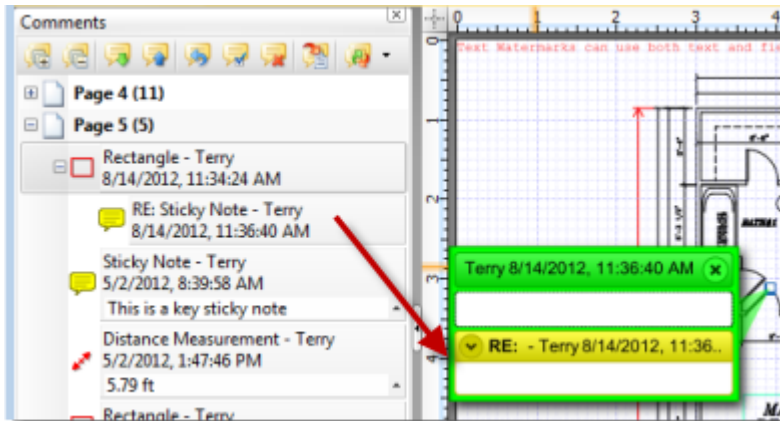 Comments
Page 4 (11)
Page 5 (5)
Rectangle - Terry
8/14/2012, 11:34:24 AM
RE: Sticky Note - Terry
8/14/2012, 11:36:40 AM
Sticky Note - Terry
5/2/2012, 8:39:58 AM
This is a key sticky note
Distance Measurement - Terry
5/2/2012, 1:47:46 PM
5.79 ft
Rectangle - Terry
0 1 2 3 4
0
1
2
3
4
Text Watermarks can use both text and fi
Terry 8/14/2012, 11:36:40 AM
RE: - Terry 8/14/2012, 11:36..